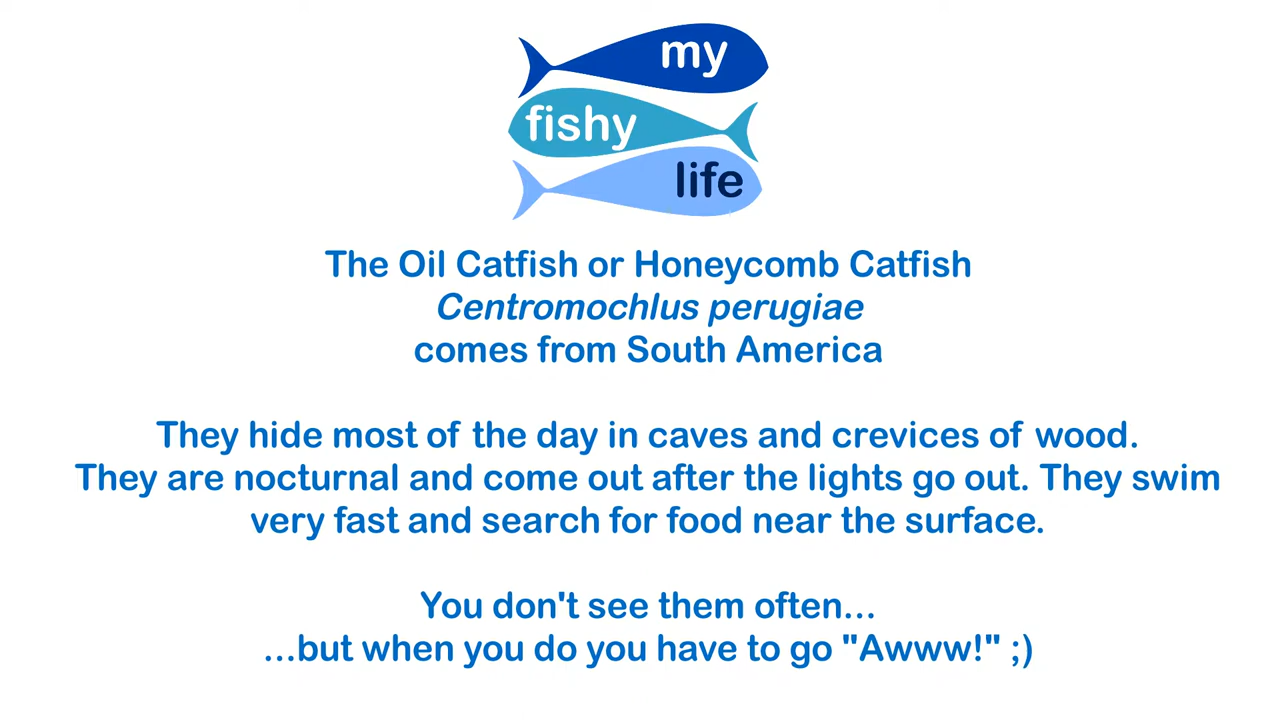 my
fishy
life
The Oil Catfish or Honeycomb Catfish
Centromochlus perugiae
comes from South America
They hide most of the day in caves and crevices of wood.
They are nocturnal and come out after the lights go out. They swim
very fast and search for food near the surface.
You don't see them often...
...but when you do you have to go "Awww!" ;)